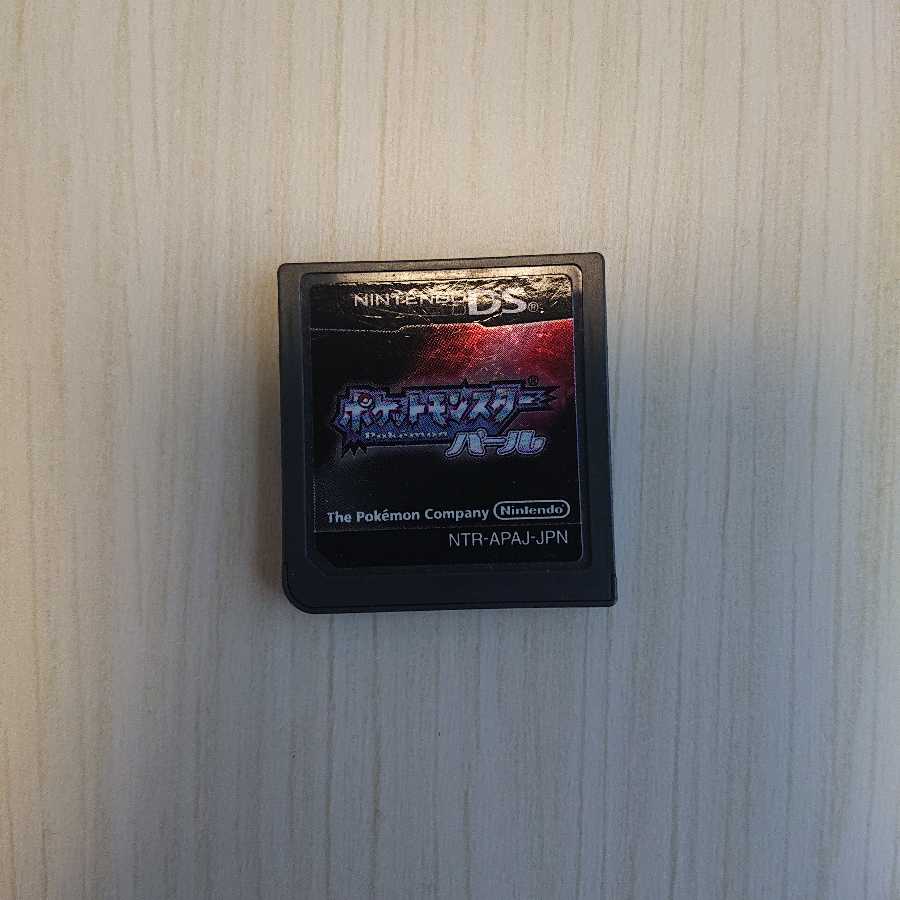 NINTENDO DS®
ポケットモンスター®
Pokémon
パール
The Pokémon Company Nintendo®
NTR-APAJ-JPN